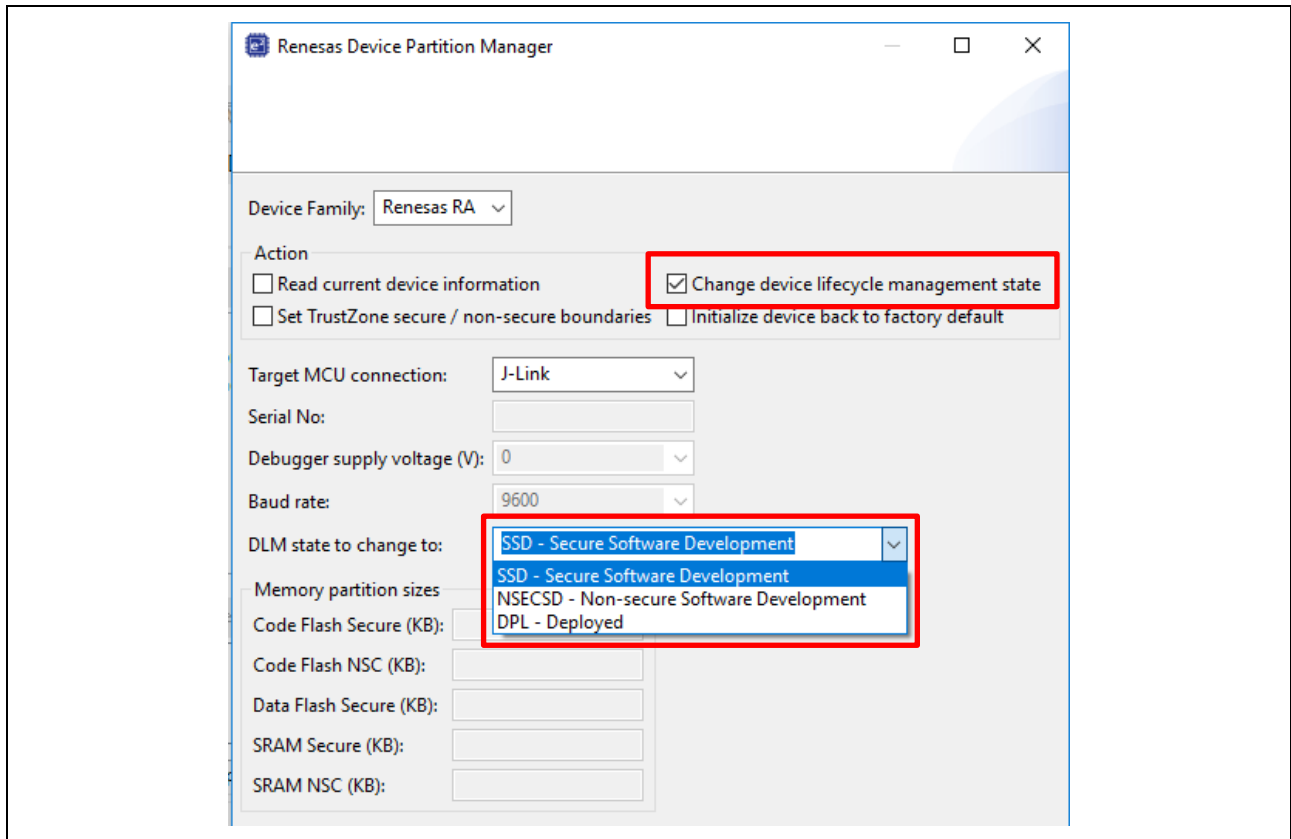 Renesas Device Partition Manager
Device Family: Renesas RA
Action
Read current device information Change device lifecycle management state
Set TrustZone secure / non-secure boundaries Initialize device back to factory default
Target MCU connection: J-Link
Serial No:
Debugger supply voltage (V): 0
Baud rate: 9600
DLM state to change to: SSD - Secure Software Development
SSD - Secure Software Development
Memory partition sizes
NSECSD - Non-secure Software Development
Code Flash Secure (KB):
DPL - Deployed
Code Flash NSC (KB):
Data Flash Secure (KB):
SRAM Secure (KB):
SRAM NSC (KB):